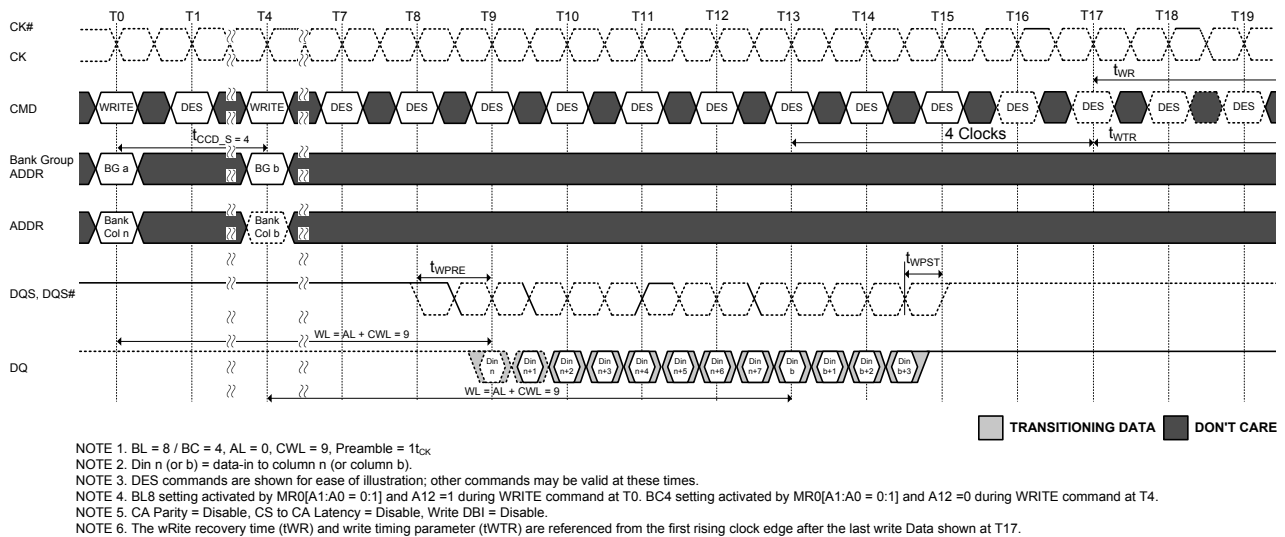 T0 T1 T4 T7 T8 T9 T10 T11 T12 T13 T14 T15 T16 T17 T18 T19
CK#
CK
tWR
CMD WRITE DES WRITE DES DES DES DES DES DES DES DES DES DES DES DES DES
tCCD_S = 4
4 Clocks
tWTR
Bank Group
ADDR
BG a BG b
ADDR
Bank
Col n
Bank
Col b
tWPRE
tWPST
DQS, DQS#
WL = AL + CWL = 9
DQ
Din
n
Din
n+1
Din
n+2
Din
n+3
Din
n+4
Din
n+5
Din
n+6
Din
n+7
Din
b
Din
b+1
Din
b+2
Din
b+3
WL = AL + CWL = 9
TRANSITIONING DATA DON'T CARE
NOTE 1. BL = 8 / BC = 4, AL = 0, CWL = 9, Preamble = 1tCK
NOTE 2. Din n (or b) = data-in to column n (or column b).
NOTE 3. DES commands are shown for ease of illustration; other commands may be valid at these times.
NOTE 4. BL8 setting activated by MR0[A1:A0 = 0:1] and A12 =1 during WRITE command at T0. BC4 setting activated by MR0[A1:A0 = 0:1] and A12 =0 during WRITE command at T4.
NOTE 5. CA Parity = Disable, CS to CA Latency = Disable, Write DBI = Disable.
NOTE 6. The wRite recovery time (tWR) and write timing parameter (tWTR) are referenced from the first rising clock edge after the last write Data shown at T17.